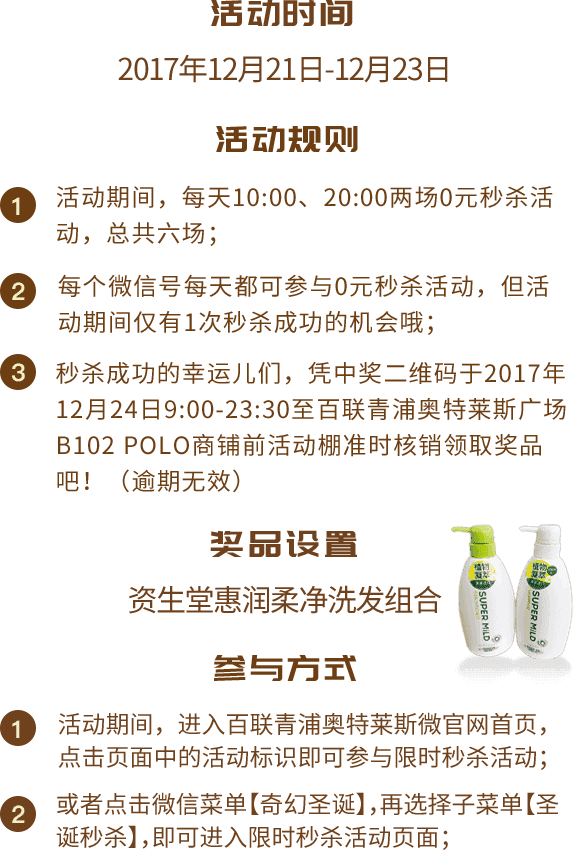 活动时间
2017年12月21日-12月23日
活动规则
1 活动期间，每天10:00、20:00两场0元秒杀活
动，总共六场；
2 每个微信号每天都可参与0元秒杀活动，但活
动期间仅有1次秒杀成功的机会哦；
3 秒杀成功的幸运儿们，凭中奖二维码于2017年
12月24日9:00-23:30至百联青浦奥特莱斯广场
B102 POLO商铺前活动棚准时核销领取奖品
吧！（逾期无效）
奖品设置
资生堂惠润柔净洗发组合
植物
SUPER MiLD
植物
SUPER MiLD
参与方式
1 活动期间，进入百联青浦奥特莱斯微官网首页，
点击页面中的活动标识即可参与限时秒杀活动；
2 或者点击微信菜单【奇幻圣诞】，再选择子菜单【圣
诞秒杀】，即可进入限时秒杀活动页面；